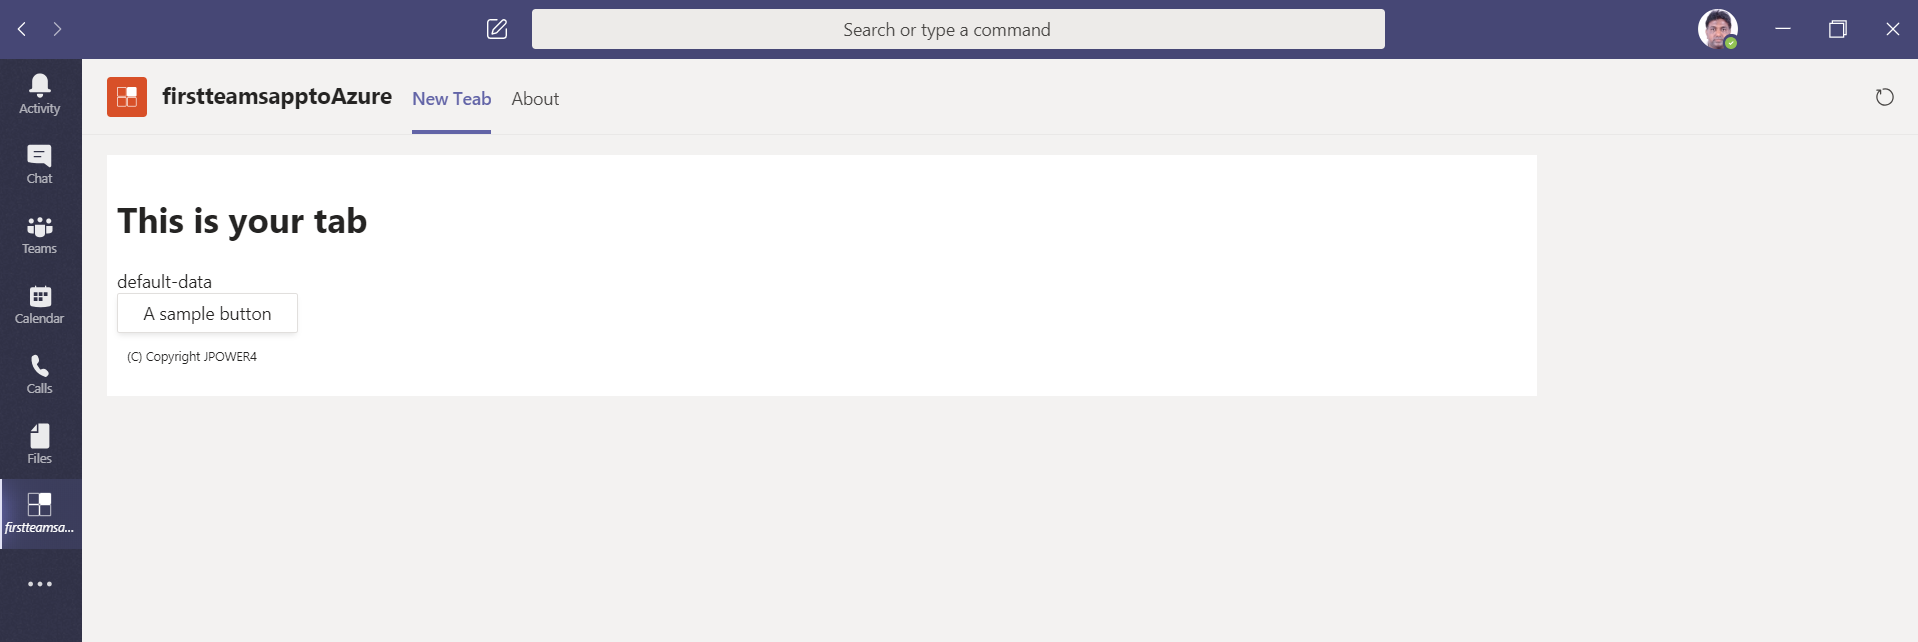 Search or type a command
Activity
Chat
Teams
Calendar
Calls
Files
firstteamsa...
firstteamsapptoAzure New Teab About
This is your tab
default-data
A sample button
(C) Copyright JPOWER4